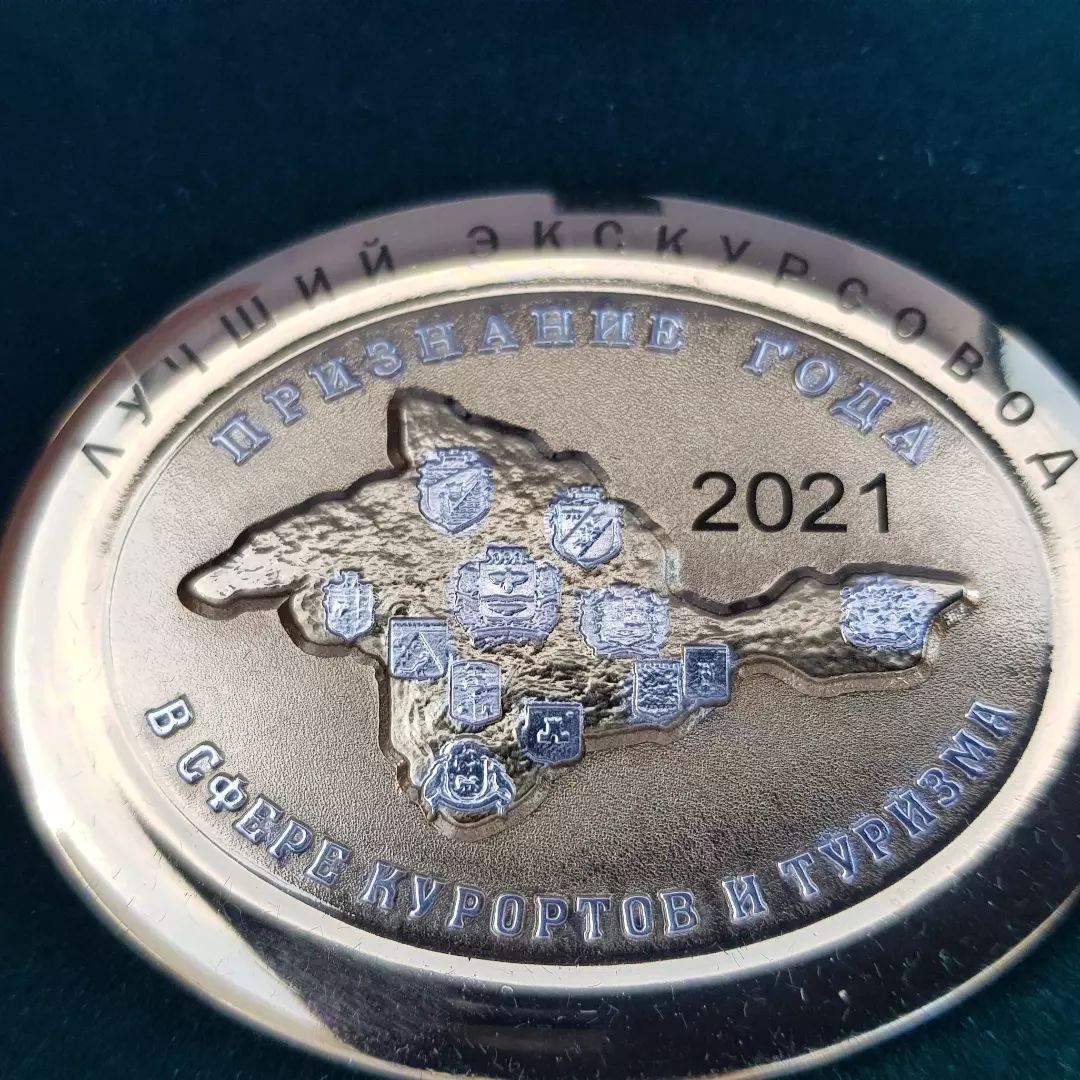 ЛУЧШИЙ ЭКСКУРСОВОД
ПРИЗНАНИЕ ГОДА
2021
В СФЕРЕ КУРОРТОВ И ТУРИЗМА